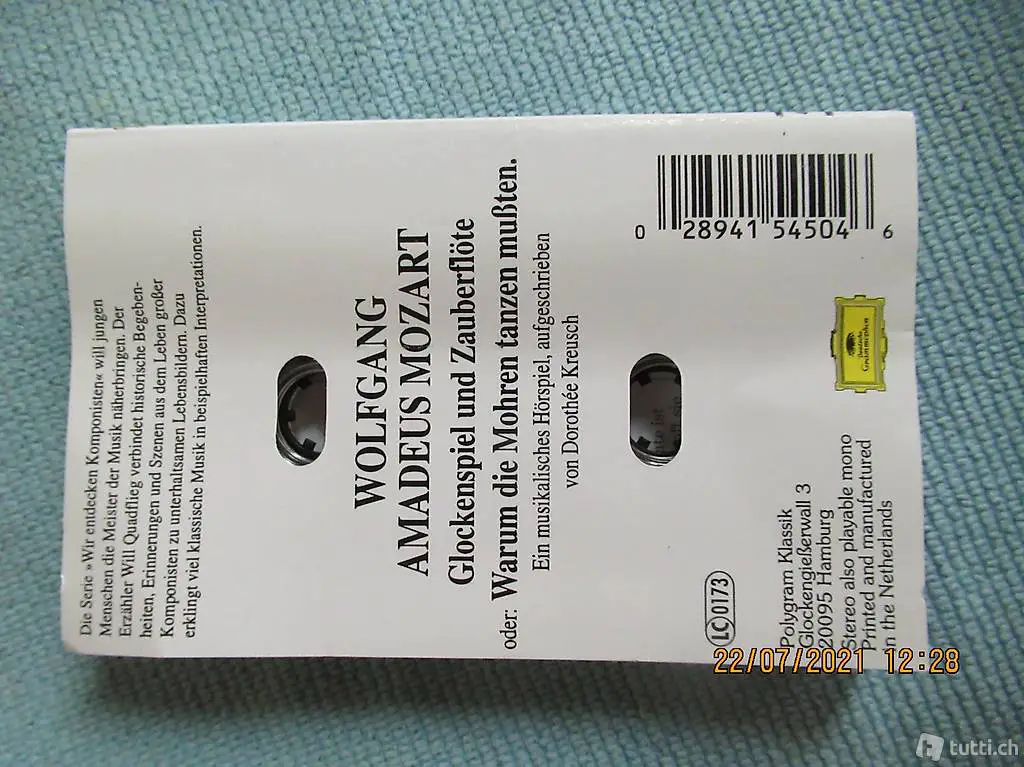 Die Serie »Wir entdecken Komponisten« will jungen
Menschen die Meister der Musik näherbringen. Der
Erzähler Will Quadflieg verbindet historische Begeben-
heiten, Erinnerungen und Szenen aus dem Leben großer
Komponisten zu unterhaltsamen Lebensbildern. Dazu
erklingt viel klassische Musik in beispielhaften Interpretationen.
WOLFGANG
AMADEUS MOZART
Glockenspiel und Zauberflöte
oder: Warum die Mohren tanzen mußten.
Ein musikalisches Hörspiel, aufgeschrieben
von Dorothée Kreusch
0 28941 54504 6
Deutsche
Grammophon
LC 0173
Polygram Klassik
Glockengießerwall 3
20095 Hamburg
Stereo also playable mono
Printed and manufactured
in the Netherlands
22/07/2021 12:28
tutti.ch